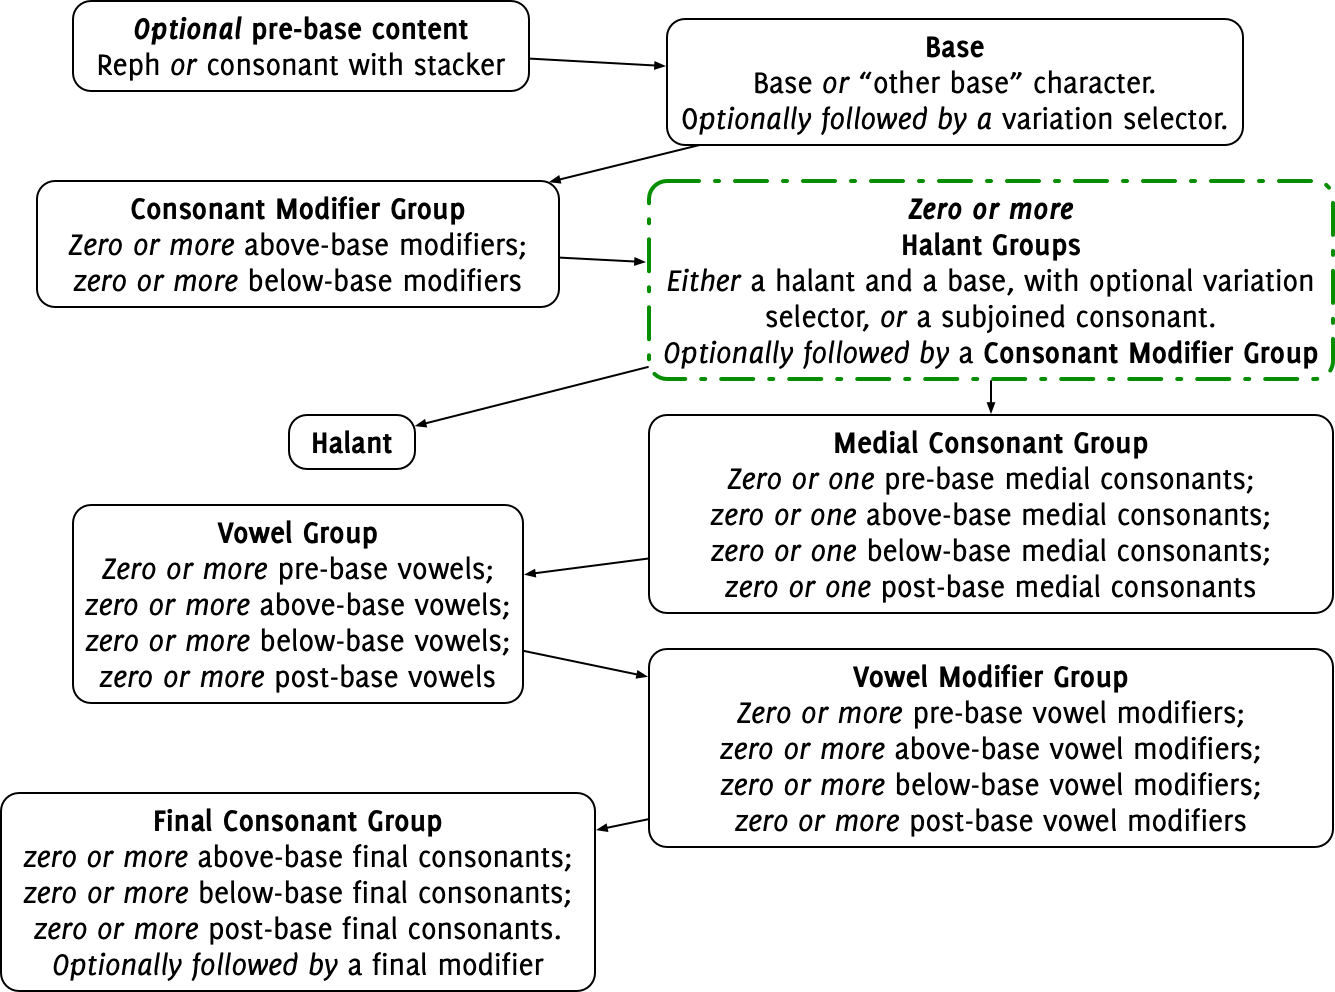 Optional pre-base content
Reph or consonant with stacker
Base
Base or “other base” character.
Optionally followed by a variation selector.
Consonant Modifier Group
Zero or more above-base modifiers;
zero or more below-base modifiers
Zero or more
Halant Groups
Either a halant and a base, with optional variation
selector, or a subjoined consonant.
Optionally followed by a Consonant Modifier Group
Halant
Medial Consonant Group
Zero or one pre-base medial consonants;
zero or one above-base medial consonants;
zero or one below-base medial consonants;
zero or one post-base medial consonants
Vowel Group
Zero or more pre-base vowels;
zero or more above-base vowels;
zero or more below-base vowels;
zero or more post-base vowels
Vowel Modifier Group
Zero or more pre-base vowel modifiers;
zero or more above-base vowel modifiers;
zero or more below-base vowel modifiers;
zero or more post-base vowel modifiers
Final Consonant Group
zero or more above-base final consonants;
zero or more below-base final consonants;
zero or more post-base final consonants.
Optionally followed by a final modifier